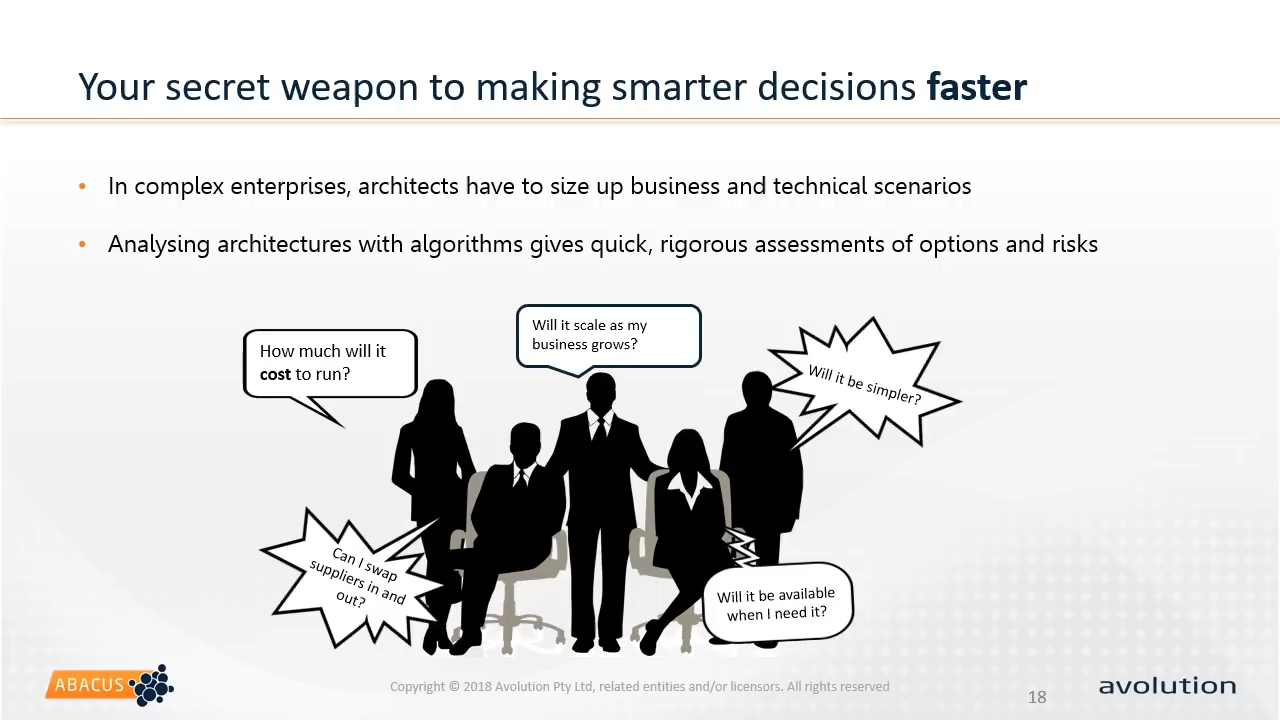 Your secret weapon to making smarter decisions faster
• In complex enterprises, architects have to size up business and technical scenarios
• Analysing architectures with algorithms gives quick, rigorous assessments of options and risks
How much will it
cost to run?
Will it scale as my
business grows?
Will it be simpler?
Can I swap
suppliers in and
out?
Will it be available
when I need it?
ABACUS
Copyright © 2018 Avolution Pty Ltd, related entities and/or licensors. All rights reserved
18
avolution